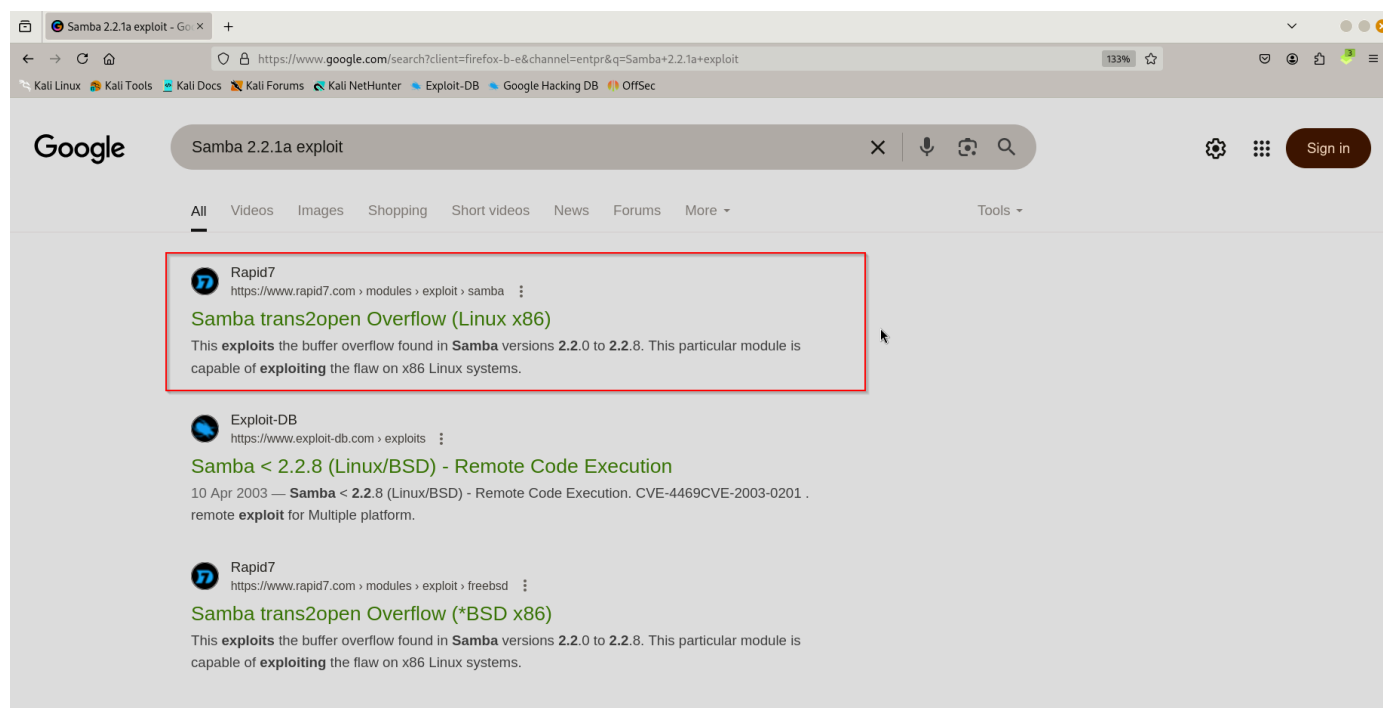 Samba 2.2.1a exploit - Go
https://www.google.com/search?client=firefox-b-e&channel=entpr&q=Samba+2.2.1a+exploit
133%
3
Kali Linux Kali Tools Kali Docs Kali Forums Kali NetHunter Exploit-DB Google Hacking DB OffSec
Google
Samba 2.2.1a exploit
Sign in
All Videos Images Shopping Short videos News Forums More Tools
Rapid7
https://www.rapid7.com › modules › exploit › samba
Samba trans2open Overflow (Linux x86)
This exploits the buffer overflow found in Samba versions 2.2.0 to 2.2.8. This particular module is
capable of exploiting the flaw on x86 Linux systems.
Exploit-DB
https://www.exploit-db.com › exploits
Samba < 2.2.8 (Linux/BSD) - Remote Code Execution
10 Apr 2003 — Samba < 2.2.8 (Linux/BSD) - Remote Code Execution. CVE-4469CVE-2003-0201 .
remote exploit for Multiple platform.
Rapid7
https://www.rapid7.com › modules › exploit › freebsd
Samba trans2open Overflow (*BSD x86)
This exploits the buffer overflow found in Samba versions 2.2.0 to 2.2.8. This particular module is
capable of exploiting the flaw on x86 Linux systems.